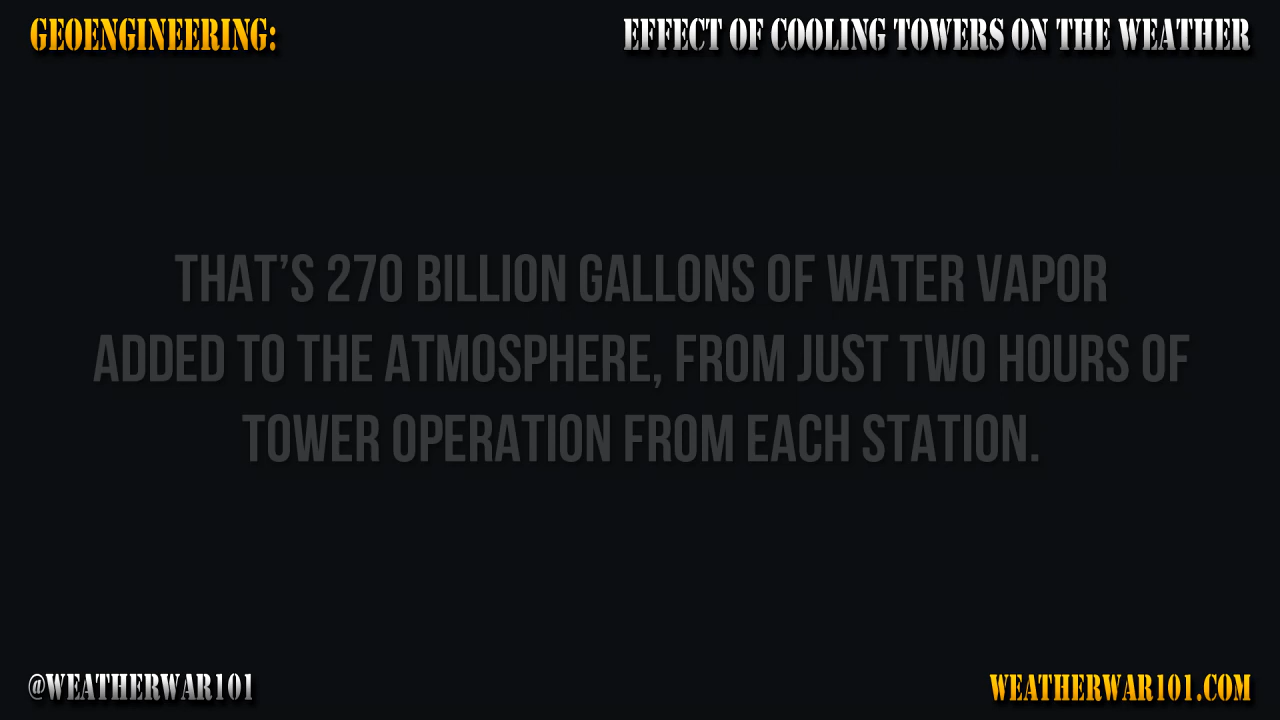 GEOENGINEERING:
EFFECT OF COOLING TOWERS ON THE WEATHER
THAT'S 270 BILLION GALLONS OF WATER VAPOR
ADDED TO THE ATMOSPHERE, FROM JUST TWO HOURS OF
TOWER OPERATION FROM EACH STATION.
@WEATHERWAR101
WEATHERWAR101.COM